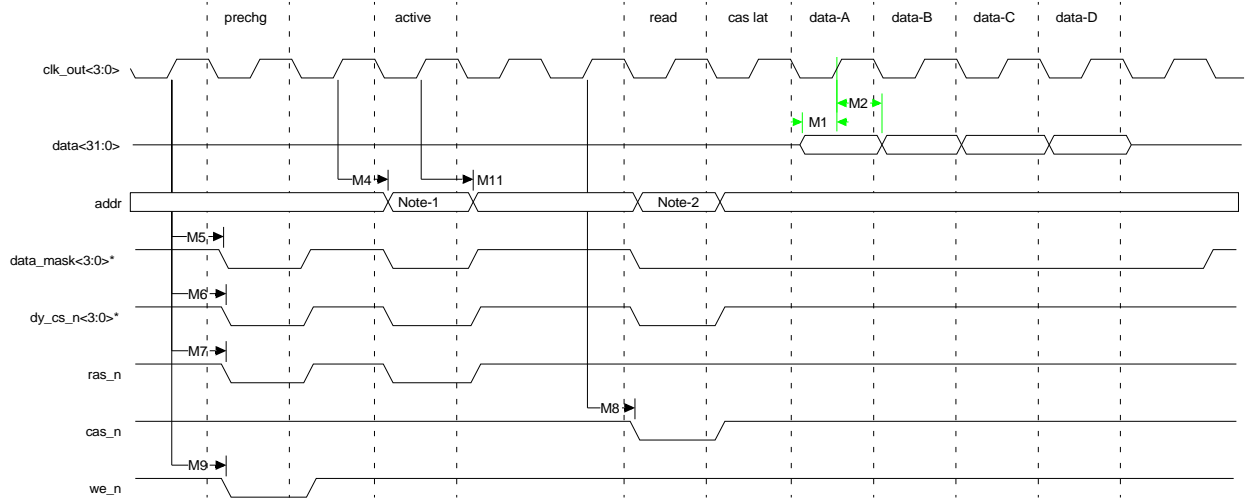 prechg active read cas lat data-A data-B data-C data-D
clk_out<3:0>
M2
M1
data<31:0>
M4 M11
addr Note-1 Note-2
M5
data_mask<3:0>*
M6
dy_cs_n<3:0>*
M7
ras_n
M8
cas_n
M9
we_n